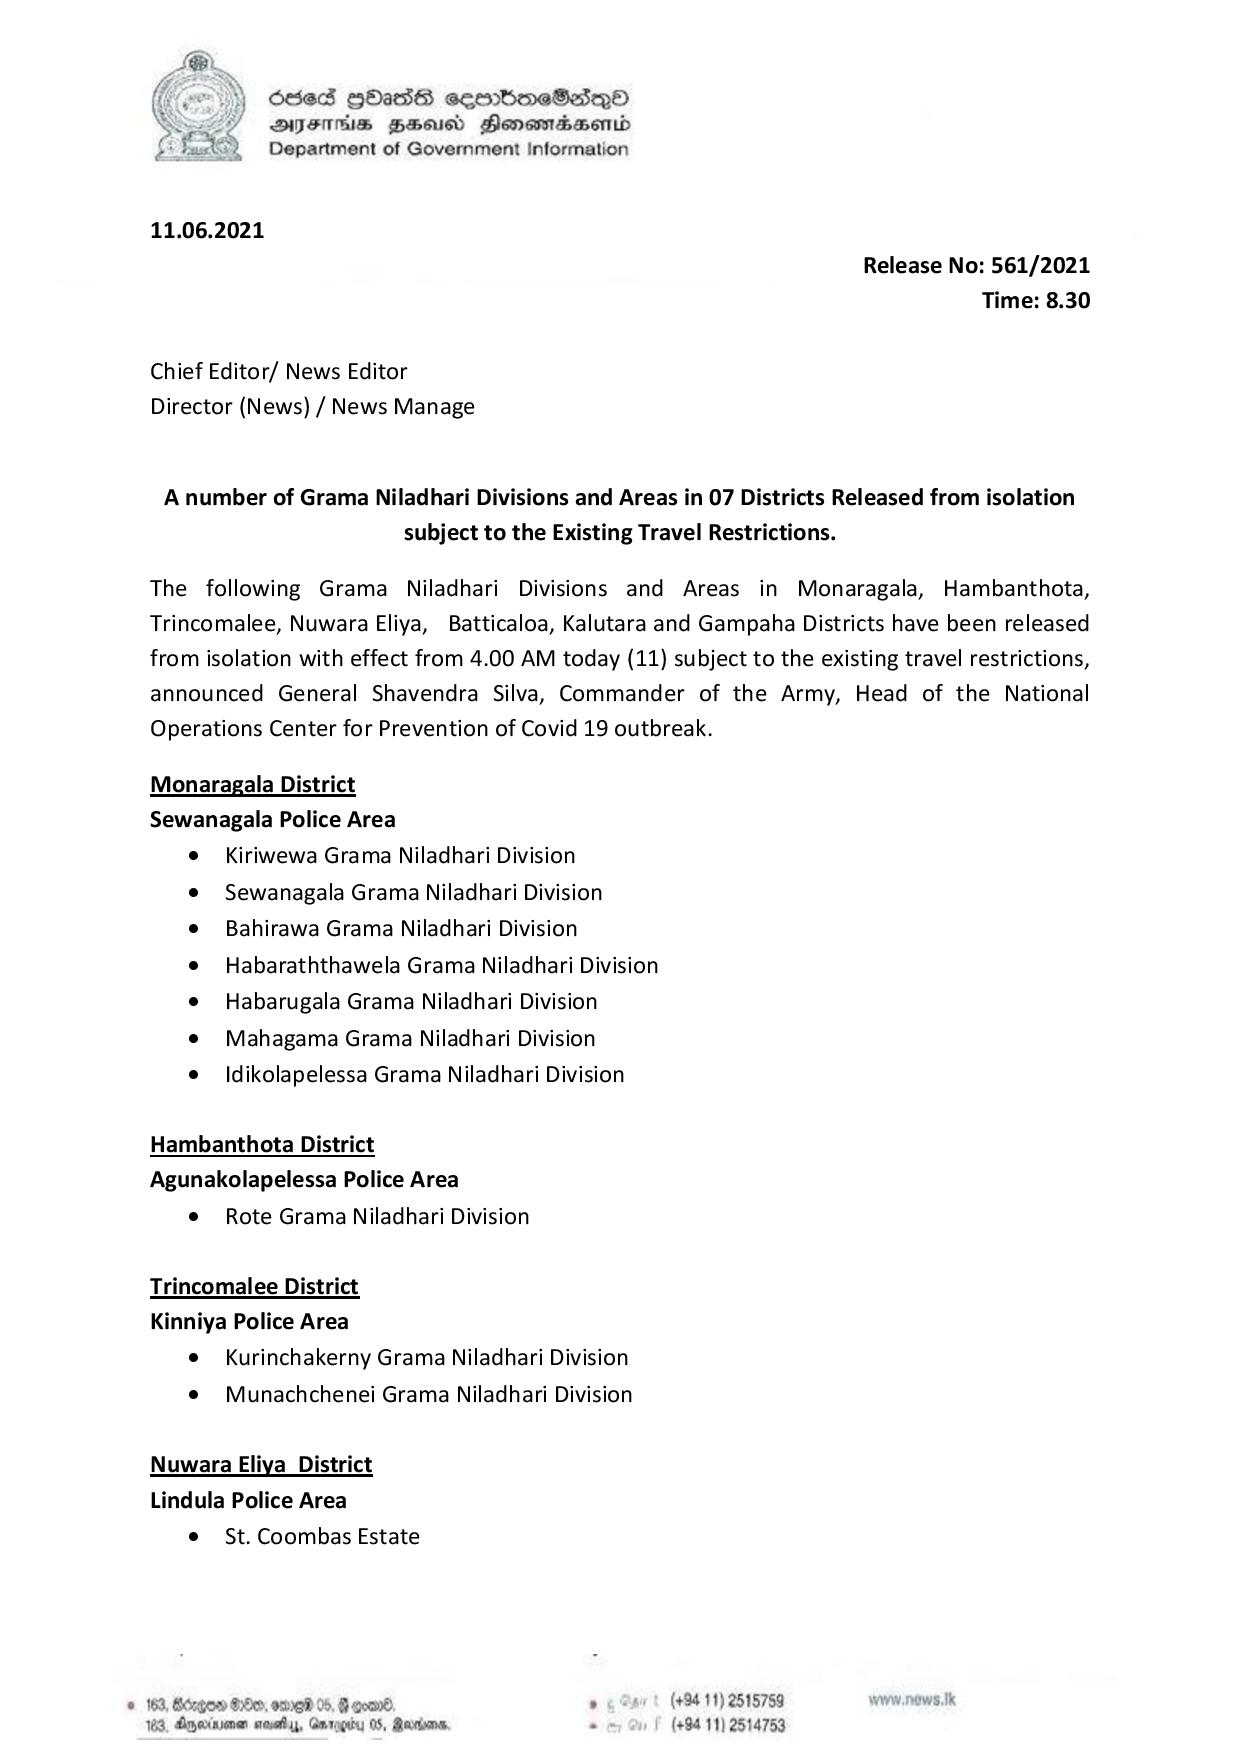 රජයේ ප්‍රවෘත්ති දෙපාර්තමේන්තුව
அரசாங்க தகவல் திணைக்களம்
Department of Government Information
11.06.2021
Release No: 561/2021
Time: 8.30
Chief Editor/ News Editor
Director (News) / News Manage
A number of Grama Niladhari Divisions and Areas in 07 Districts Released from isolation
subject to the Existing Travel Restrictions.
The following Grama Niladhari Divisions and Areas in Monaragala, Hambanthota,
Trincomalee, Nuwara Eliya, Batticaloa, Kalutara and Gampaha Districts have been released
from isolation with effect from 4.00 AM today (11) subject to the existing travel restrictions,
announced General Shavendra Silva, Commander of the Army, Head of the National
Operations Center for Prevention of Covid 19 outbreak.
Monaragala District
Sewanagala Police Area
• Kiriwewa Grama Niladhari Division
• Sewanagala Grama Niladhari Division
• Bahirawa Grama Niladhari Division
• Habaraththawela Grama Niladhari Division
• Habarugala Grama Niladhari Division
• Mahagama Grama Niladhari Division
• Idikolapelessa Grama Niladhari Division
Hambanthota District
Agunakolapelessa Police Area
• Rote Grama Niladhari Division
Trincomalee District
Kinniya Police Area
• Kurinchakerny Grama Niladhari Division
• Munachchenei Grama Niladhari Division
Nuwara Eliya District
Lindula Police Area
• St. Coombas Estate
163, කිරුලපන මාවත, කොළඹ 05, ශ්‍රී ලංකාව.
163, கிருலப்பனை எவனியூ, கொழும்பு 05, இலங்கை.
(+94 11) 2515759
(+94 11) 2514753
www.news.lk